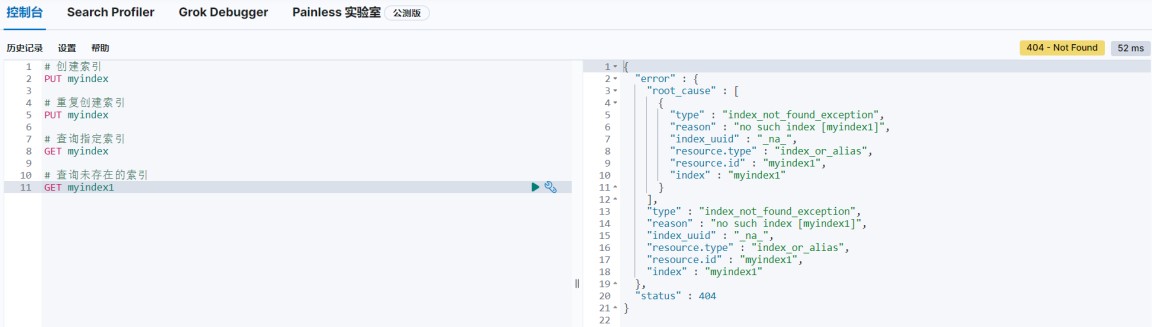 控制台 Search Profiler Grok Debugger Painless 实验室 公测版
历史记录 设置 帮助 404 - Not Found 52 ms
1 # 创建索引
2 PUT myindex
3
4 # 重复创建索引
5 PUT myindex
6
7 # 查询指定索引
8 GET myindex
9
10 # 查询未存在的索引
11 GET myindex1
1 {
2 "error" : {
3 "root_cause" : [
4 {
5 "type" : "index_not_found_exception",
6 "reason" : "no such index [myindex1]",
7 "index_uuid" : "_na_",
8 "resource.type" : "index_or_alias",
9 "resource.id" : "myindex1",
10 "index" : "myindex1"
11 }
12 ],
13 "type" : "index_not_found_exception",
14 "reason" : "no such index [myindex1]",
15 "index_uuid" : "_na_",
16 "resource.type" : "index_or_alias",
17 "resource.id" : "myindex1",
18 "index" : "myindex1"
19 },
20 "status" : 404
21 }
22